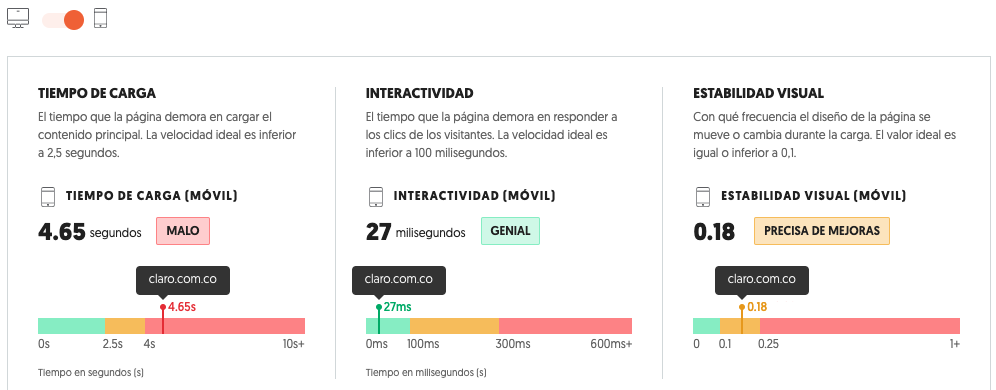 TIEMPO DE CARGA
El tiempo que la página demora en cargar el
contenido principal. La velocidad ideal es inferior
a 2,5 segundos.
TIEMPO DE CARGA (MÓVIL)
4.65 segundos MALO
claro.com.co
4.65s
0s 2.5s 4s 10s+
Tiempo en segundos (s)
INTERACTIVIDAD
El tiempo que la página demora en responder a
los clics de los visitantes. La velocidad ideal es
inferior a 100 milisegundos.
INTERACTIVIDAD (MÓVIL)
27 milisegundos GENIAL
claro.com.co
27ms
0ms 100ms 300ms 600ms+
Tiempo en milisegundos (s)
ESTABILIDAD VISUAL
Con qué frecuencia el diseño de la página se
mueve o cambia durante la carga. El valor ideal es
igual o inferior a 0,1.
ESTABILIDAD VISUAL (MÓVIL)
0.18 PRECISA DE MEJORAS
claro.com.co
0.18
0 0.1 0.25 1+